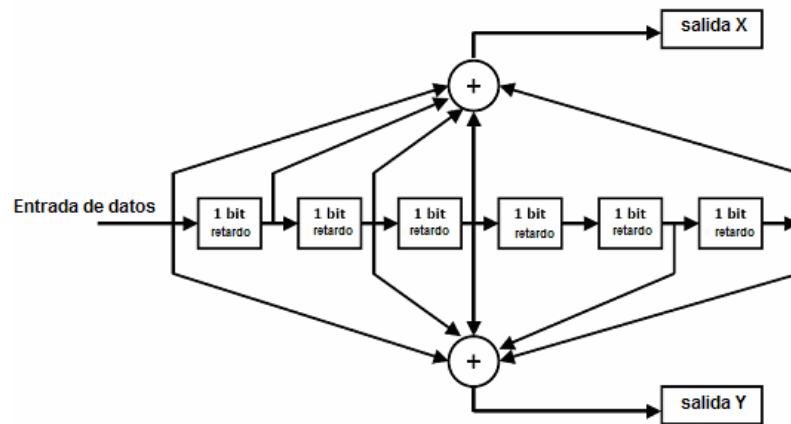 salida X
+
Entrada de datos
1 bit
retardo
1 bit
retardo
1 bit
retardo
1 bit
retardo
1 bit
retardo
1 bit
retardo
+
salida Y